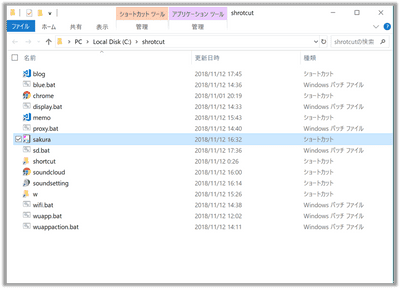 ショートカット ツール アプリケーション ツール shrotcut
ファイル ホーム 共有 表示 管理 管理
PC > Local Disk (C:) > shrotcut shrotcutの検索
名前 更新日時 種類
blog 2018/11/12 17:45 ショートカット
blue.bat 2018/11/12 14:36 Windows バッチ ファイル
chrome 2018/11/01 20:19 ショートカット
display.bat 2018/11/12 14:33 Windows バッチ ファイル
memo 2018/11/12 15:43 ショートカット
proxy.bat 2018/11/12 14:40 Windows バッチ ファイル
sakura 2018/11/12 16:32 ショートカット
sd.bat 2018/11/12 17:36 Windows バッチ ファイル
shortcut 2018/11/12 0:26 ショートカット
soundcloud 2018/11/12 16:00 ショートカット
soundsetting 2018/11/12 16:14 ショートカット
w 2018/11/12 15:26 ショートカット
wifi.bat 2018/11/12 14:38 Windows バッチ ファイル
wuapp.bat 2018/11/12 12:02 Windows バッチ ファイル
wuappaction.bat 2018/11/12 14:11 Windows バッチ ファイル